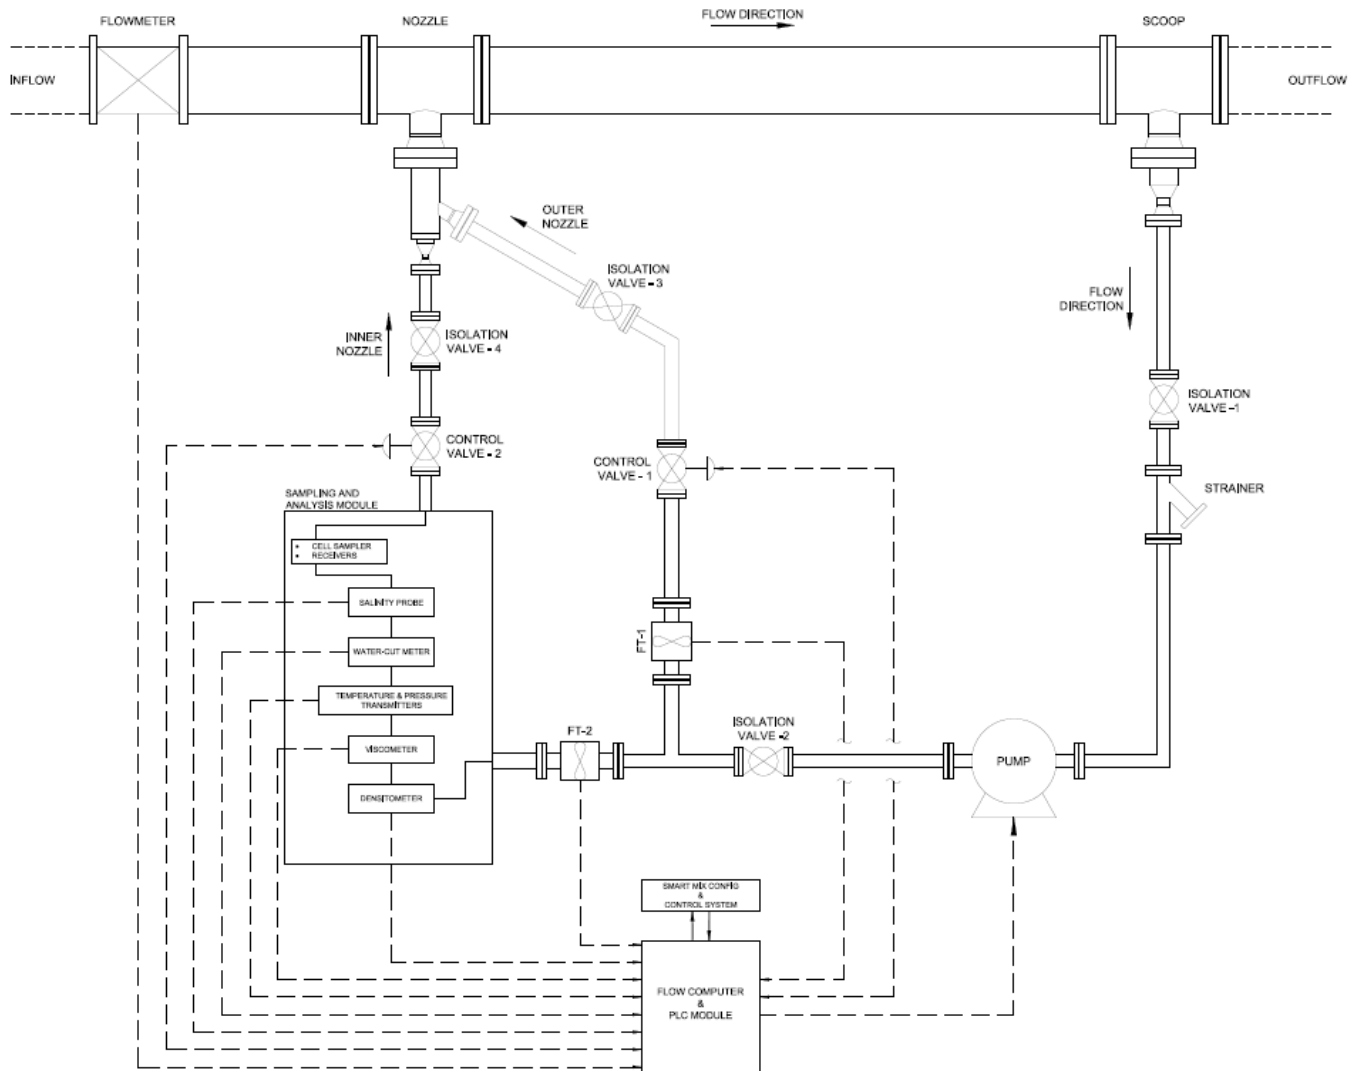 FLOWMETER
NOZZLE
FLOW DIRECTION
SCOOP
INFLOW
OUTFLOW
OUTER
NOZZLE
ISOLATION
VALVE - 3
FLOW
DIRECTION
INNER
NOZZLE
ISOLATION
VALVE - 4
ISOLATION
VALVE -1
CONTROL
VALVE - 2
CONTROL
VALVE - 1
STRAINER
SAMPLING AND
ANALYSIS MODULE
• CELL SAMPLER
• RECEIVERS
SALINITY PROBE
FT-1
WATER-CUT METER
TEMPERATURE & PRESSURE
TRANSMITTERS
FT-2
ISOLATION
VALVE -2
VISCOMETER
PUMP
DENSITOMETER
SMART MIX CONFIG
&
CONTROL SYSTEM
FLOW COMPUTER
&
PLC MODULE